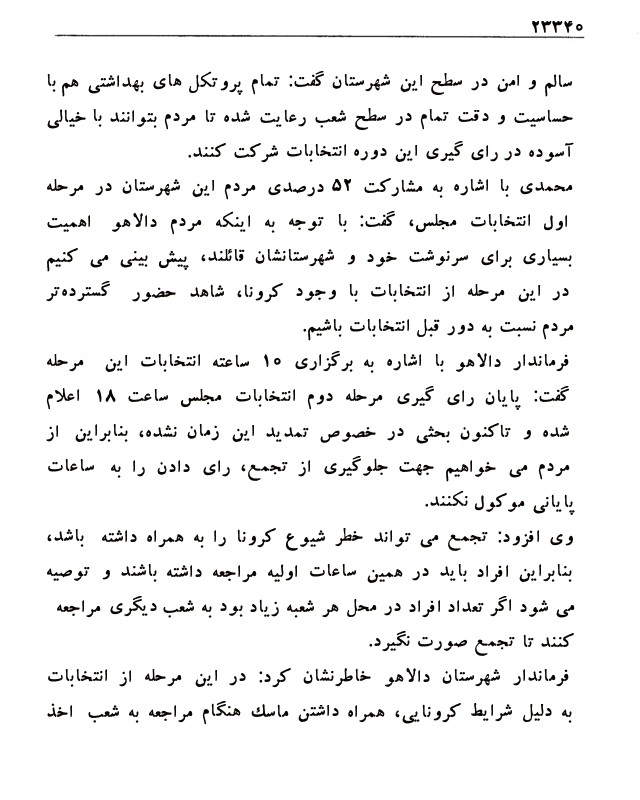 ۲۳۳۴۰
سالم و امن در سطح این شهرستان گفت: تمام پروتکل های بهداشتی هم با
حساسیت و دقت تمام در سطح شعب رعایت شده تا مردم بتوانند با خیالی
آسوده در رای گیری این دوره انتخابات شرکت کنند.
محمدی با اشاره به مشارکت ۵۲ درصدی مردم این شهرستان در مرحله
اول انتخابات مجلس، گفت: با توجه به اینکه مردم دالاهو اهمیت
بسیاری برای سرنوشت خود و شهرستانشان قائلند، پیش بینی می کنیم
در این مرحله از انتخابات با وجود کرونا، شاهد حضور گسترده‌تر
مردم نسبت به دور قبل انتخابات باشیم.
فرماندار دالاهو با اشاره به برگزاری ۱۰ ساعته انتخابات این مرحله
گفت: پایان رای گیری مرحله دوم انتخابات مجلس ساعت ۱۸ اعلام
شده و تاکنون بحثی در خصوص تمدید این زمان نشده، بنابراین از
مردم می خواهیم جهت جلوگیری از تجمع، رای دادن را به ساعات
پایانی موکول نکنند.
وی افزود: تجمع می تواند خطر شیوع کرونا را به همراه داشته باشد،
بنابراین افراد باید در همین ساعات اولیه مراجعه داشته باشند و توصیه
می شود اگر تعداد افراد در محل هر شعبه زیاد بود به شعب دیگری مراجعه
کنند تا تجمع صورت نگیرد.
فرماندار شهرستان دالاهو خاطرنشان کرد: در این مرحله از انتخابات
به دلیل شرایط کرونایی، همراه داشتن ماسك هنگام مراجعه به شعب اخذ